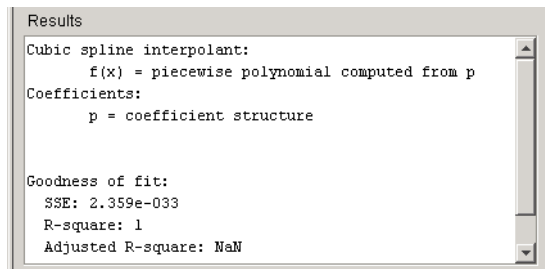 Results
Cubic spline interpolant:
f(x) = piecewise polynomial computed from p
Coefficients:
p = coefficient structure
Goodness of fit:
SSE: 2.359e-033
R-square: 1
Adjusted R-square: NaN